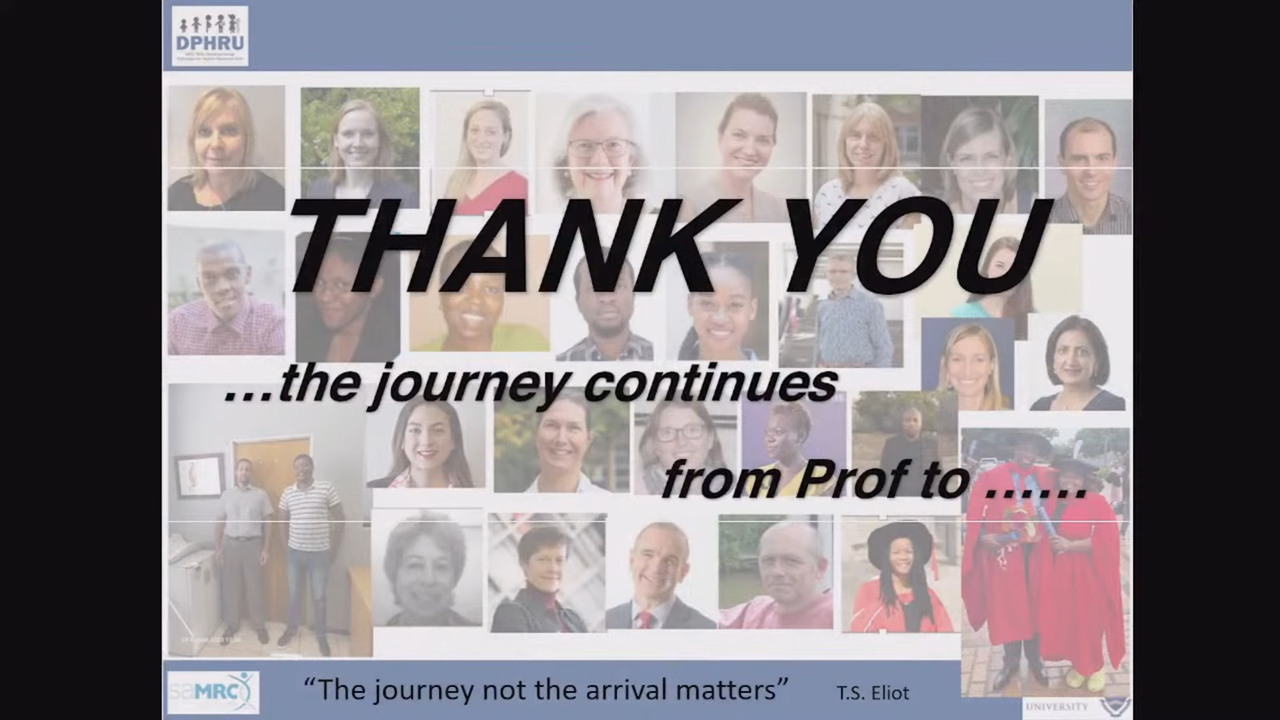 DPHRU
THANK YOU
...the journey continues
from Prof to ......
saMRC
“The journey not the arrival matters”
T.S. Eliot
UNIVERSITY